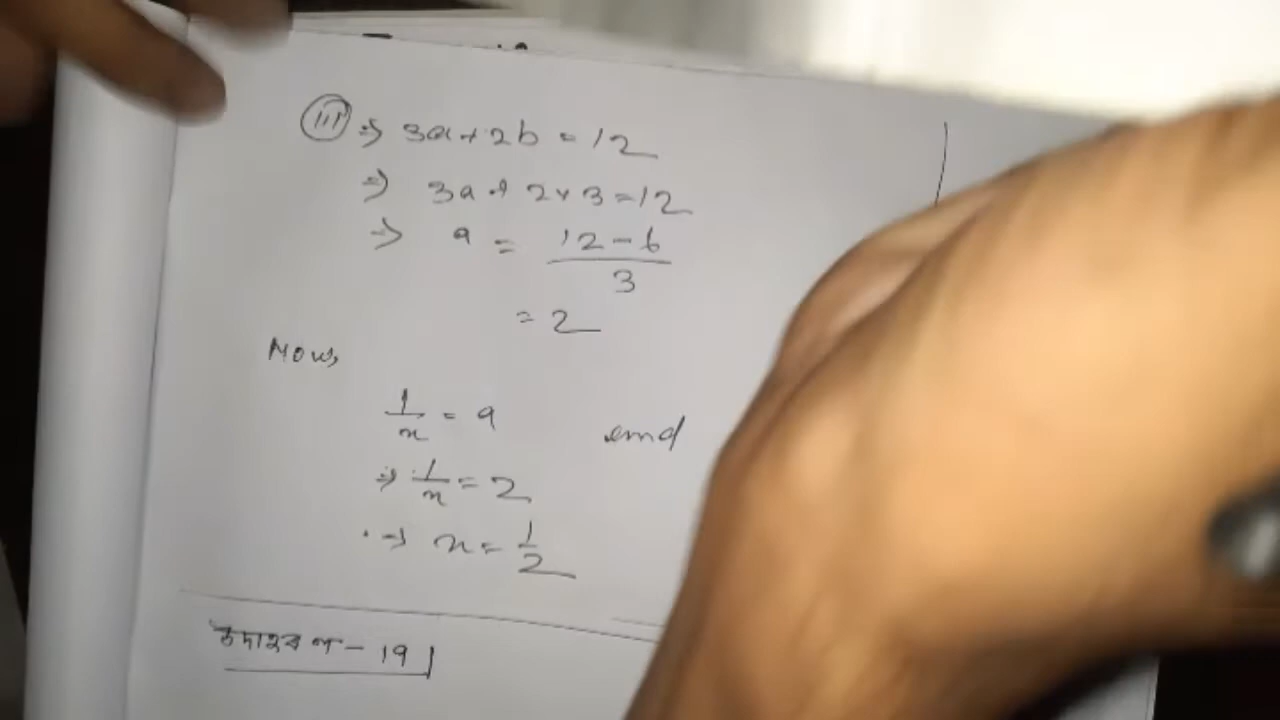 (iii) ⇒ 3a + 2b = 12
⇒ 3a + 2 × 3 = 12
⇒ a = (12 - 6)/3
= 2
Now,
1/x = a and
⇒ 1/x = 2
⇒ x = 1/2
উদাহৰণ - 19